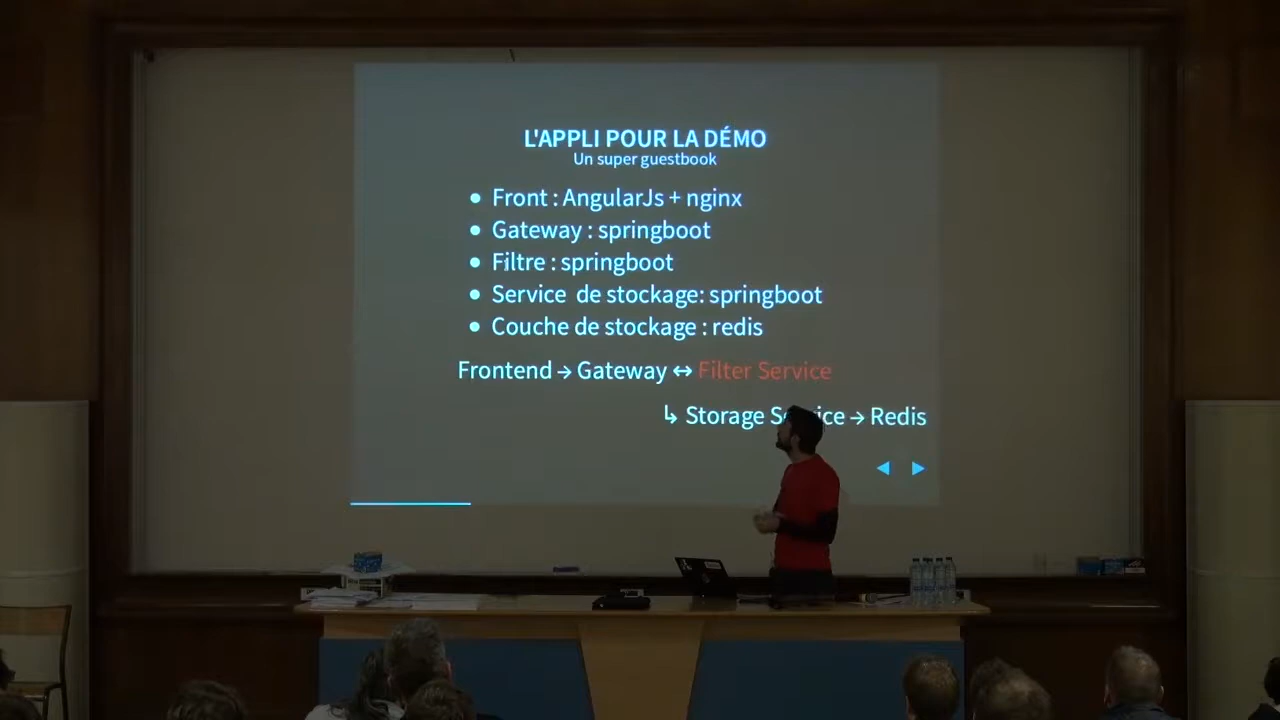 L'APPLI POUR LA DÉMO
Un super guestbook
• Front : AngularJs + nginx
• Gateway : springboot
• Filtre : springboot
• Service de stockage: springboot
• Couche de stockage : redis
Frontend → Gateway ↔ Filter Service
↳ Storage S ice → Redis